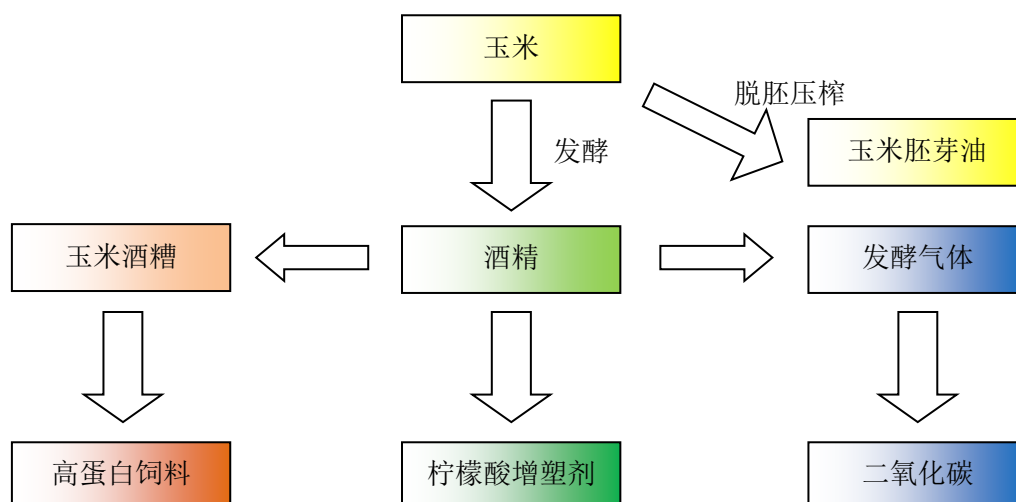 玉米
脱胚压榨
玉米胚芽油
发酵
玉米酒糟
酒精
发酵气体
高蛋白饲料
柠檬酸增塑剂
二氧化碳